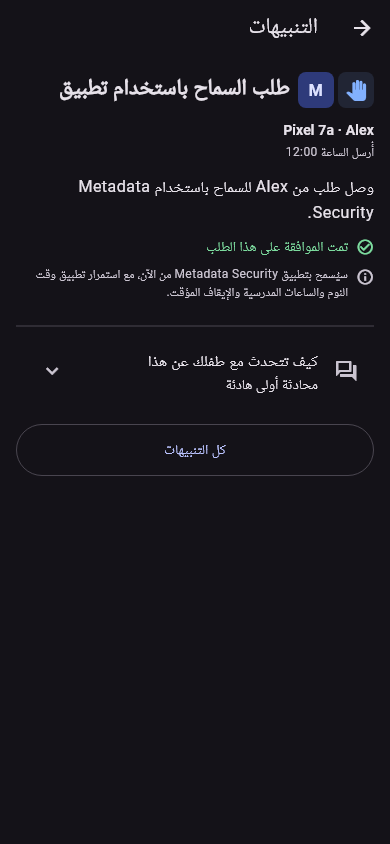 التنبيهات
M
طلب السماح باستخدام تطبيق
Pixel 7a · Alex
أُرسل الساعة 12:00
وصل طلب من Alex للسماح باستخدام Metadata
Security.
تمت الموافقة على هذا الطلب
سيُسمح بتطبيق Metadata Security من الآن، مع استمرار تطبيق وقت
النوم والساعات المدرسية والإيقاف المؤقت.
كيف تتحدث مع طفلك عن هذا
محادثة أولى هادئة
كل التنبيهات